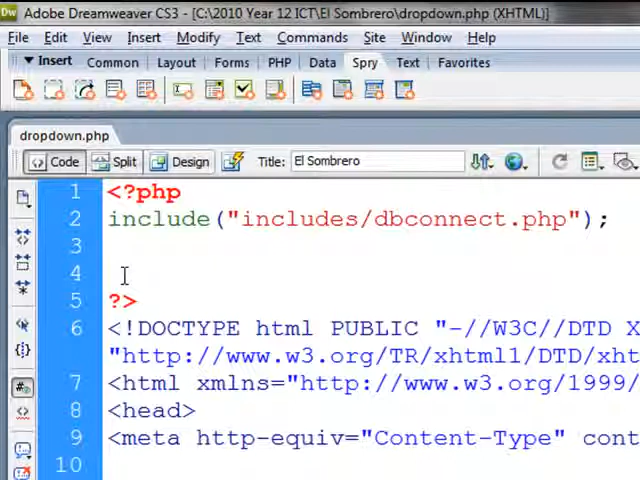 Dw Adobe Dreamweaver CS3 - [C:\2010 Year 12 ICT\El Sombrero\dropdown.php (XHTML)]
File Edit View Insert Modify Text Commands Site Window Help
Insert Common Layout Forms PHP Data Spry Text Favorites
dropdown.php
Code Split Design Title: El Sombrero
1 <?php
2 include("includes/dbconnect.php");
3
4
5 ?>
6 <!DOCTYPE html PUBLIC "-//W3C//DTD X
"http://www.w3.org/TR/xhtml1/DTD/xht
7 <html xmlns="http://www.w3.org/1999/
8 <head>
9 <meta http-equiv="Content-Type" cont
10